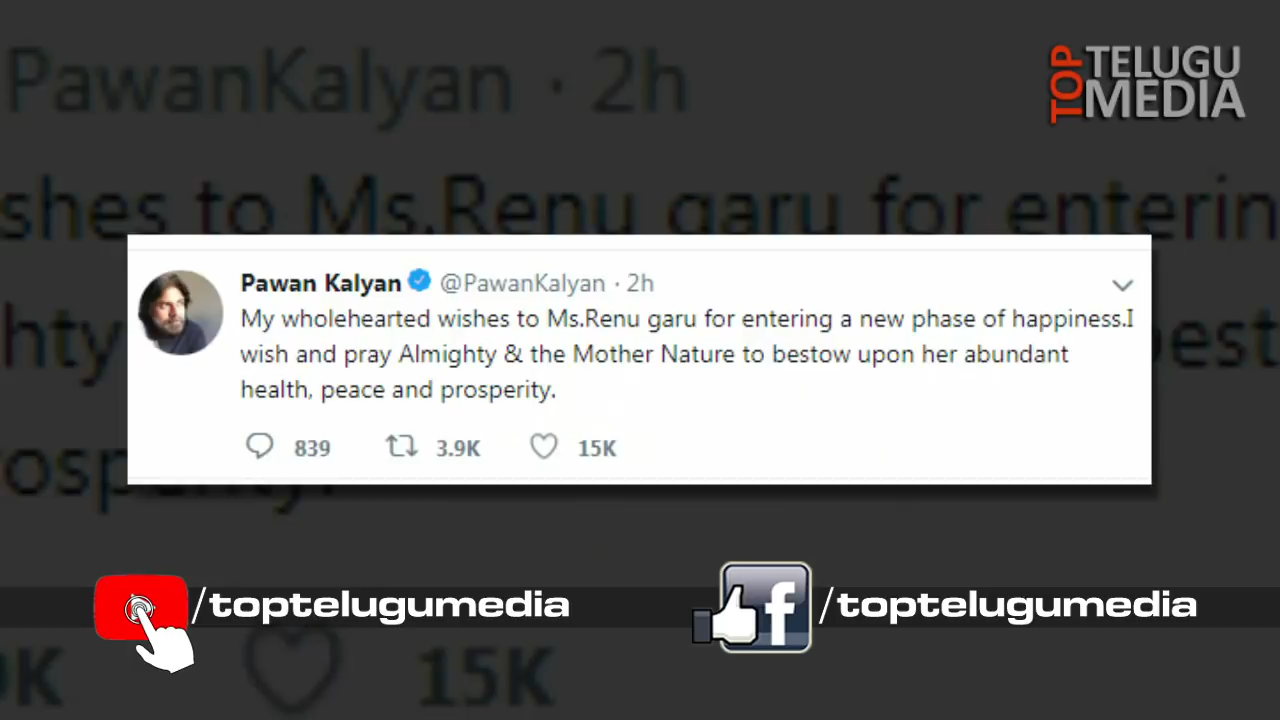 PawanKalyan · 2h
TOP
TELUGU
MEDIA
shes to Ms.Renu garu for enterin
Pawan Kalyan @PawanKalyan · 2h
My wholehearted wishes to Ms.Renu garu for entering a new phase of happiness.I
wish and pray Almighty & the Mother Nature to bestow upon her abundant
health, peace and prosperity.
839 3.9K 15K
/toptelugumedia
f /toptelugumedia
15K